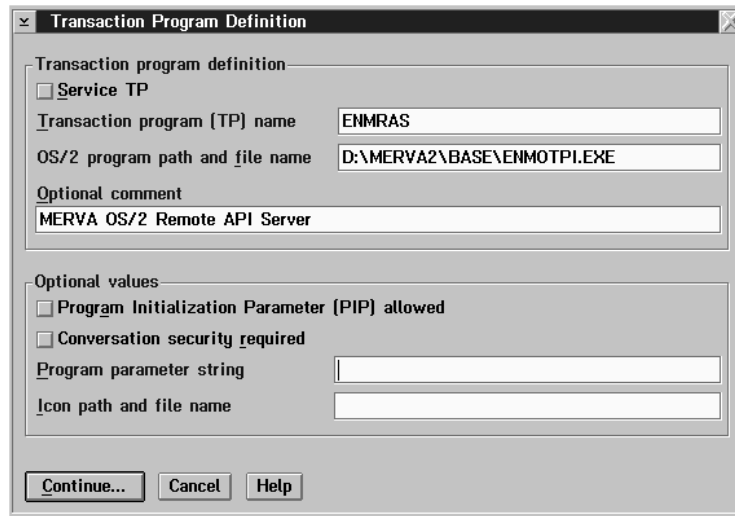 Transaction Program Definition
Transaction program definition
Service TP
Transaction program (TP) name ENMRAS
OS/2 program path and file name D:\MERVA2\BASE\ENMOTPI.EXE
Optional comment
MERVA OS/2 Remote API Server
Optional values
Program Initialization Parameter (PIP) allowed
Conversation security required
Program parameter string
Icon path and file name
Continue... Cancel Help